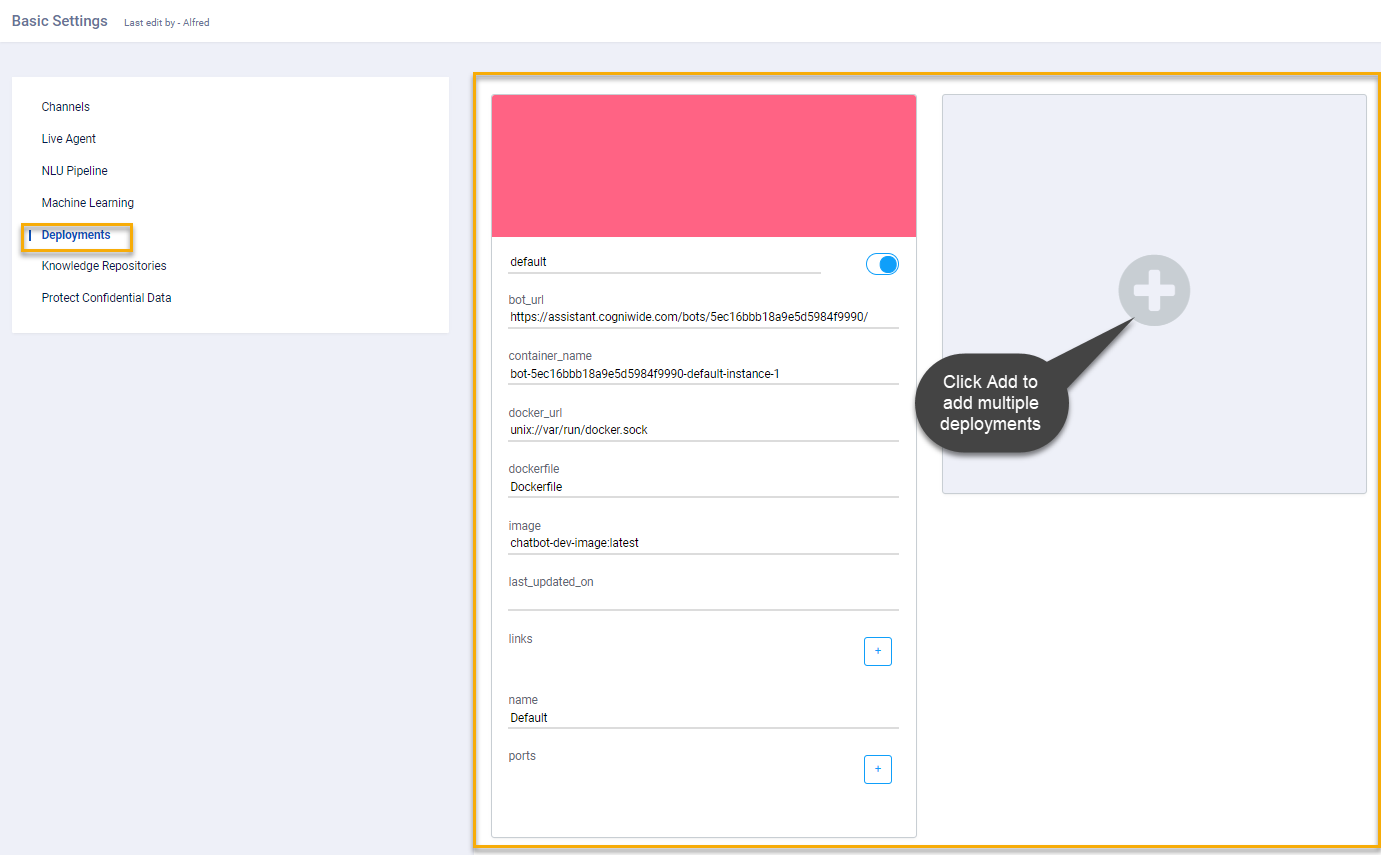 Basic Settings Last edit by - Alfred
Channels
Live Agent
NLU Pipeline
Machine Learning
Deployments
Knowledge Repositories
Protect Confidential Data
default
bot_url
https://assistant.cogniwide.com/bots/5ec16bbb18a9e5d5984f9990/
container_name
bot-5ec16bbb18a9e5d5984f9990-default-instance-1
docker_url
unix://var/run/docker.sock
dockerfile
Dockerfile
image
chatbot-dev-image:latest
last_updated_on
links
+
name
Default
ports
+
Click Add to
add multiple
deployments